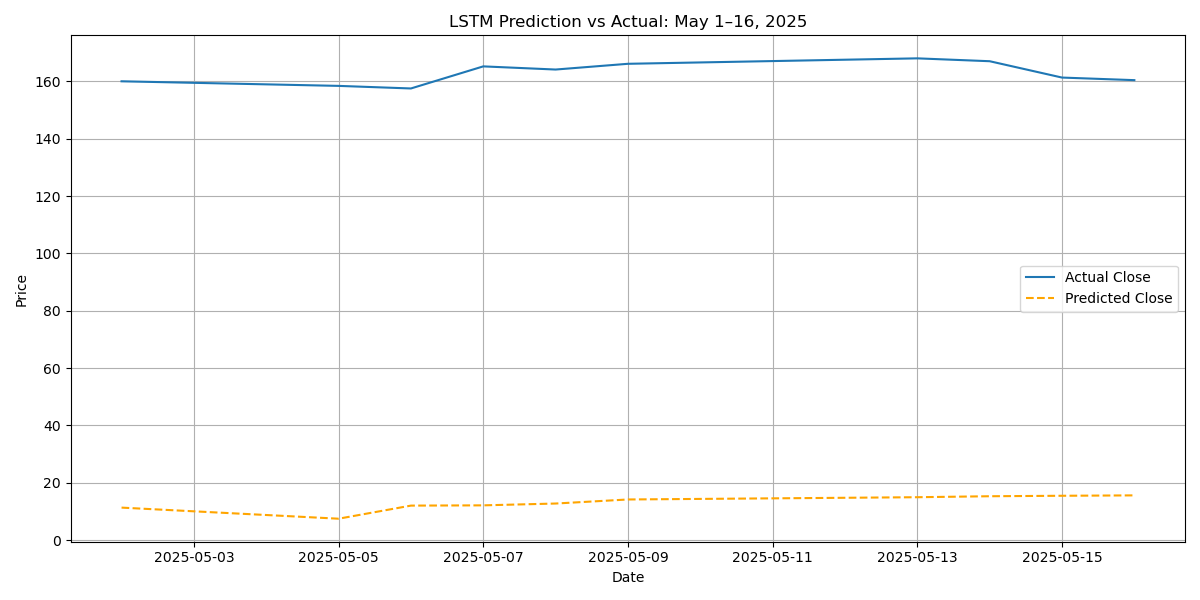 LSTM Prediction vs Actual: May 1–16, 2025
160
140
120
100
80
60
40
20
0
Price
Actual Close
Predicted Close
2025-05-03 2025-05-05 2025-05-07 2025-05-09 2025-05-11 2025-05-13 2025-05-15
Date